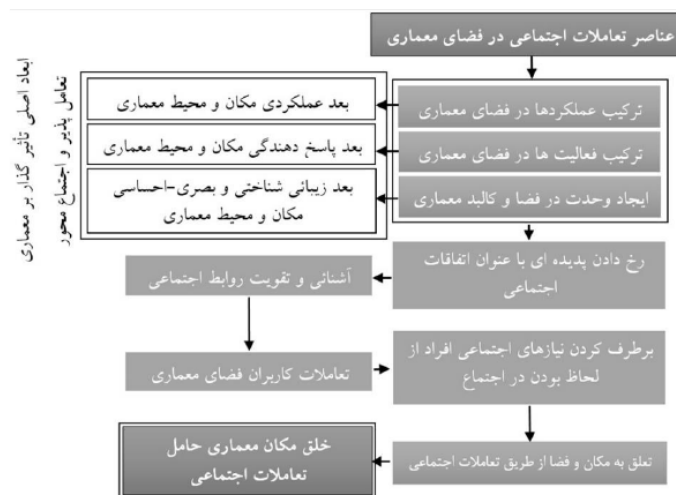 عناصر تعاملات اجتماعی در فضای معماری
ترکیب عملکردها در فضای معماری
ترکیب فعالیت ها در فضای معماری
ایجاد وحدت در فضا و کالبد معماری
بعد عملکردی مکان و محیط معماری
بعد پاسخ دهندگی مکان و محیط معماری
بعد زیبائی شناختی و بصری-احساسی
مکان و محیط معماری
ابعاد اصلی تأثیر گذار بر معماری
تعامل پذیر و اجتماع محور
رخ دادن پدیده ای با عنوان اتفاقات
اجتماعی
آشنائی و تقویت روابط اجتماعی
تعاملات کاربران فضای معماری
برطرف کردن نیازهای اجتماعی افراد از
لحاظ بودن در اجتماع
تعلق به مکان و فضا از طریق تعاملات اجتماعی
خلق مکان معماری حامل
تعاملات اجتماعی